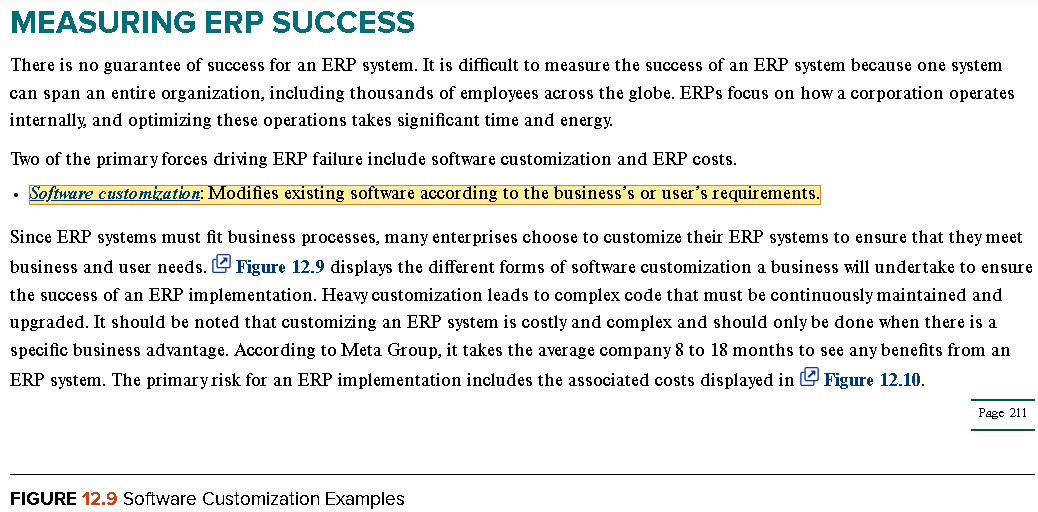 MEASURING ERP SUCCESS
There is no guarantee of success for an ERP system. It is difficult to measure the success of an ERP system because one system
can span an entire organization, including thousands of employees across the globe. ERPs focus on how a corporation operates
internally, and optimizing these operations takes significant time and energy.
Two of the primary forces driving ERP failure include software customization and ERP costs.
• Software customization: Modifies existing software according to the business's or user's requirements.
Since ERP systems must fit business processes, many enterprises choose to customize their ERP systems to ensure that they meet
business and user needs. Figure 12.9 displays the different forms of software customization a business will undertake to ensure
the success of an ERP implementation. Heavy customization leads to complex code that must be continuously maintained and
upgraded. It should be noted that customizing an ERP system is costly and complex and should only be done when there is a
specific business advantage. According to Meta Group, it takes the average company 8 to 18 months to see any benefits from an
ERP system. The primary risk for an ERP implementation includes the associated costs displayed in Figure 12.10.
Page 211
FIGURE 12.9 Software Customization Examples